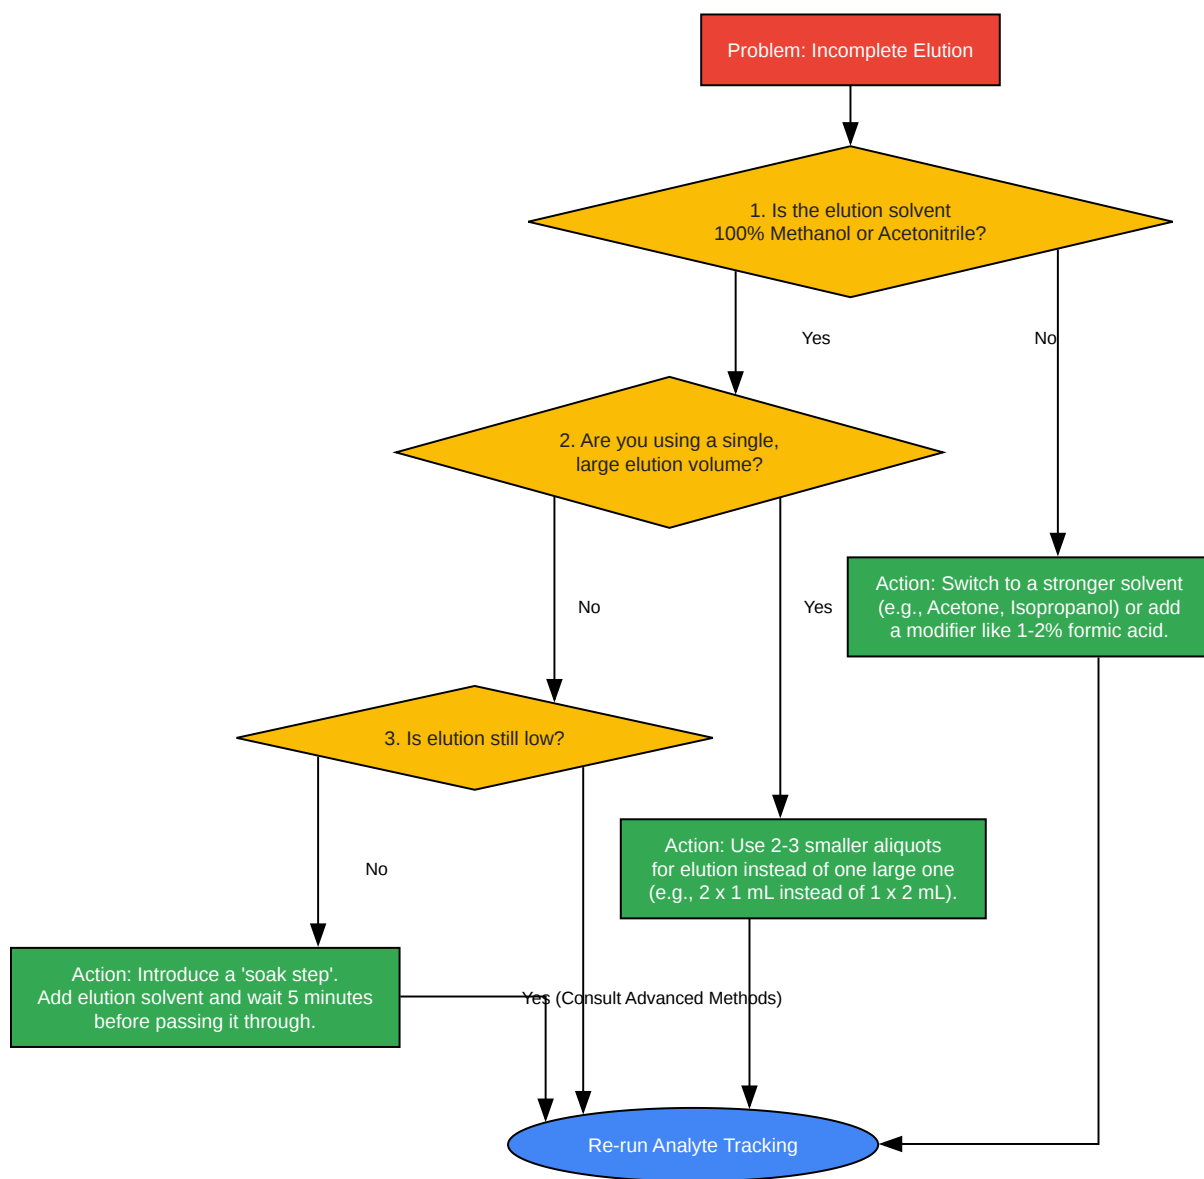 Problem: Incomplete Elution
1. Is the elution solvent
100% Methanol or Acetonitrile?
Yes
No
2. Are you using a single,
large elution volume?
No
Yes
Action: Switch to a stronger solvent
(e.g., Acetone, Isopropanol) or add
a modifier like 1-2% formic acid.
3. Is elution still low?
No
Action: Use 2-3 smaller aliquots
for elution instead of one large one
(e.g., 2 x 1 mL instead of 1 x 2 mL).
Action: Introduce a 'soak step'.
Add elution solvent and wait 5 minutes
before passing it through.
Yes (Consult Advanced Methods)
Re-run Analyte Tracking